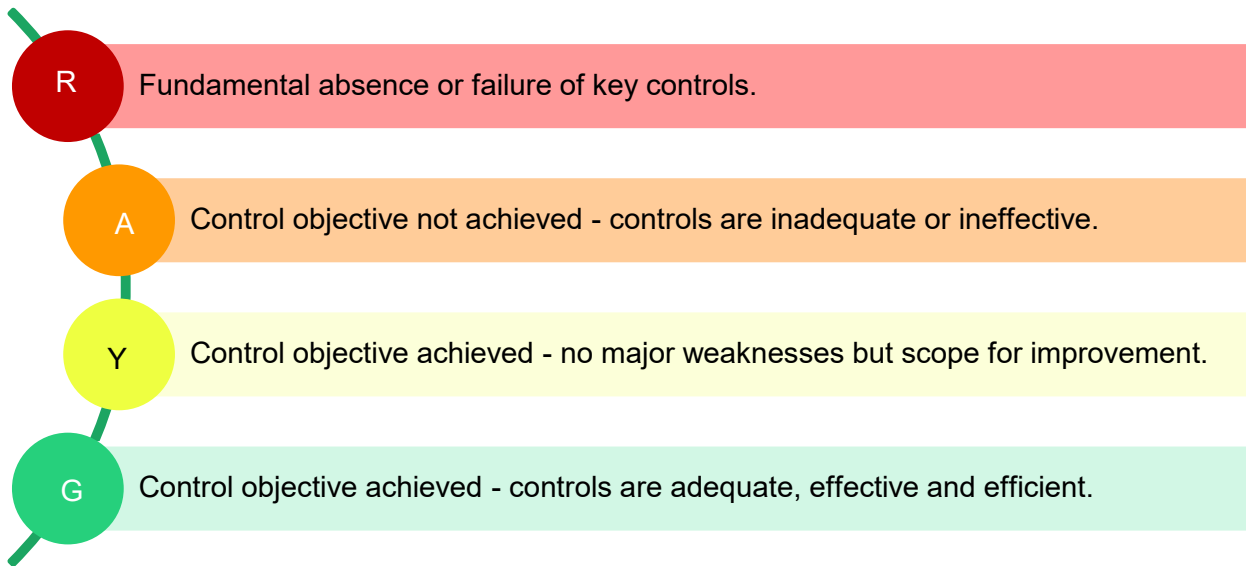 R
Fundamental absence or failure of key controls.
A
Control objective not achieved - controls are inadequate or ineffective.
Y
Control objective achieved - no major weaknesses but scope for improvement.
G
Control objective achieved - controls are adequate, effective and efficient.